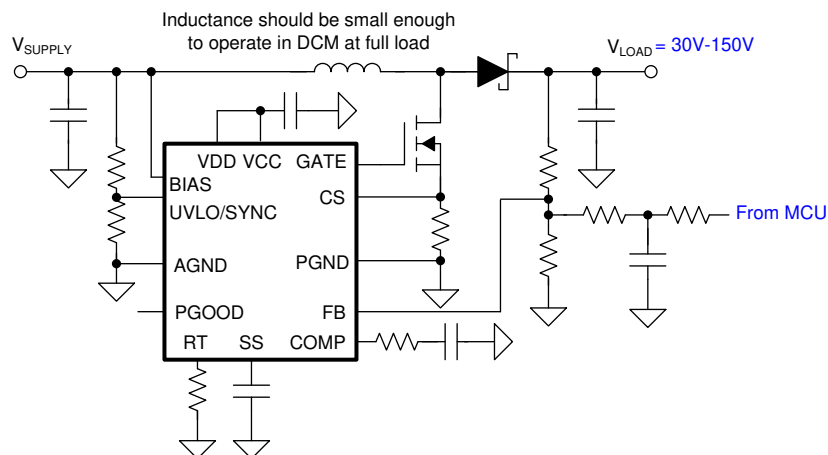 Inductance should be small enough
to operate in DCM at full load
VSUPPLY
VLOAD = 30V-150V
VDD VCC GATE
BIAS
CS
UVLO/SYNC
From MCU
AGND
PGND
PGOOD
FB
RT SS COMP